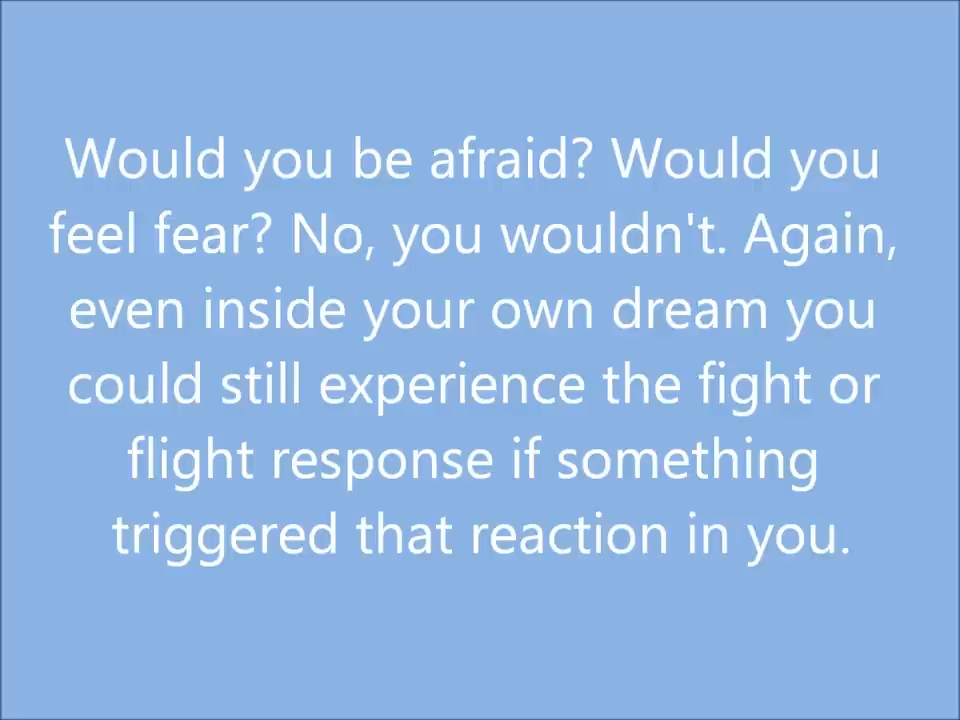 Would you be afraid? Would you
feel fear? No, you wouldn't. Again,
even inside your own dream you
could still experience the fight or
flight response if something
triggered that reaction in you.